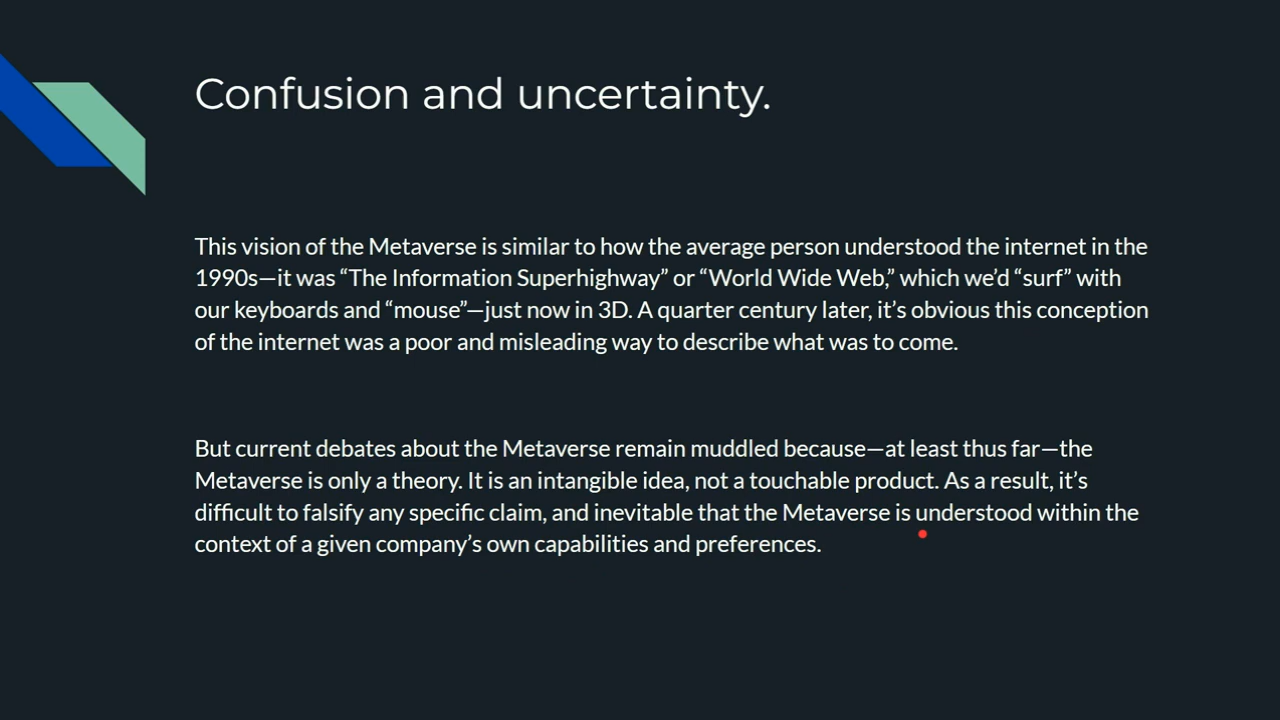 Confusion and uncertainty.
This vision of the Metaverse is similar to how the average person understood the internet in the
1990s—it was “The Information Superhighway” or “World Wide Web,” which we’d “surf” with
our keyboards and “mouse”—just now in 3D. A quarter century later, it’s obvious this conception
of the internet was a poor and misleading way to describe what was to come.
But current debates about the Metaverse remain muddled because—at least thus far—the
Metaverse is only a theory. It is an intangible idea, not a touchable product. As a result, it’s
difficult to falsify any specific claim, and inevitable that the Metaverse is understood within the
context of a given company’s own capabilities and preferences.